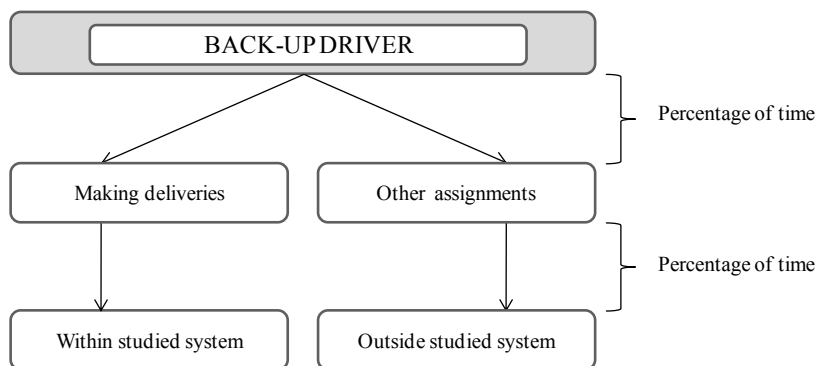 BACK-UP DRIVER
Percentage of time
Making deliveries
Other assignments
Percentage of time
Within studied system
Outside studied system